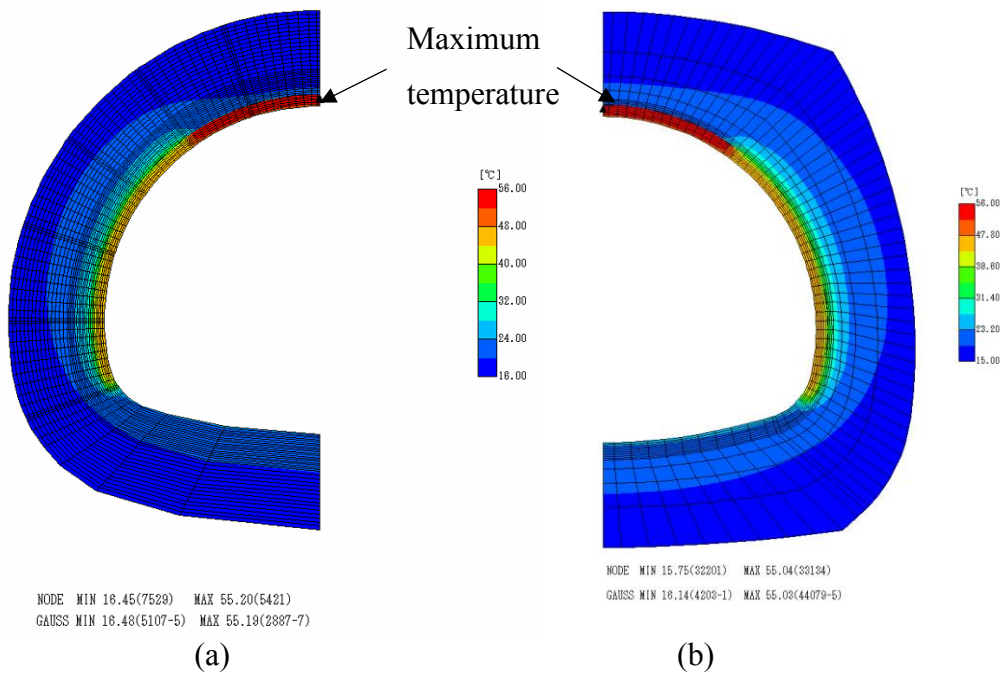 Maximum
temperature
[℃]
56.00
48.00
40.00
32.00
24.00
16.00
[℃]
56.00
47.80
39.60
31.40
23.20
15.00
NODE MIN 16.45(7529) MAX 55.20(5421)
GAUSS MIN 16.48(5107-5) MAX 55.19(2887-7)
NODE MIN 15.75(32201) MAX 55.04(33134)
GAUSS MIN 16.14(4203-1) MAX 55.03(44079-5)
(a)
(b)